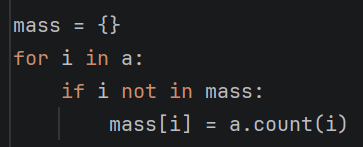 mass = {}
for i in a:
    if i not in mass:
        mass[i] = a.count(i)